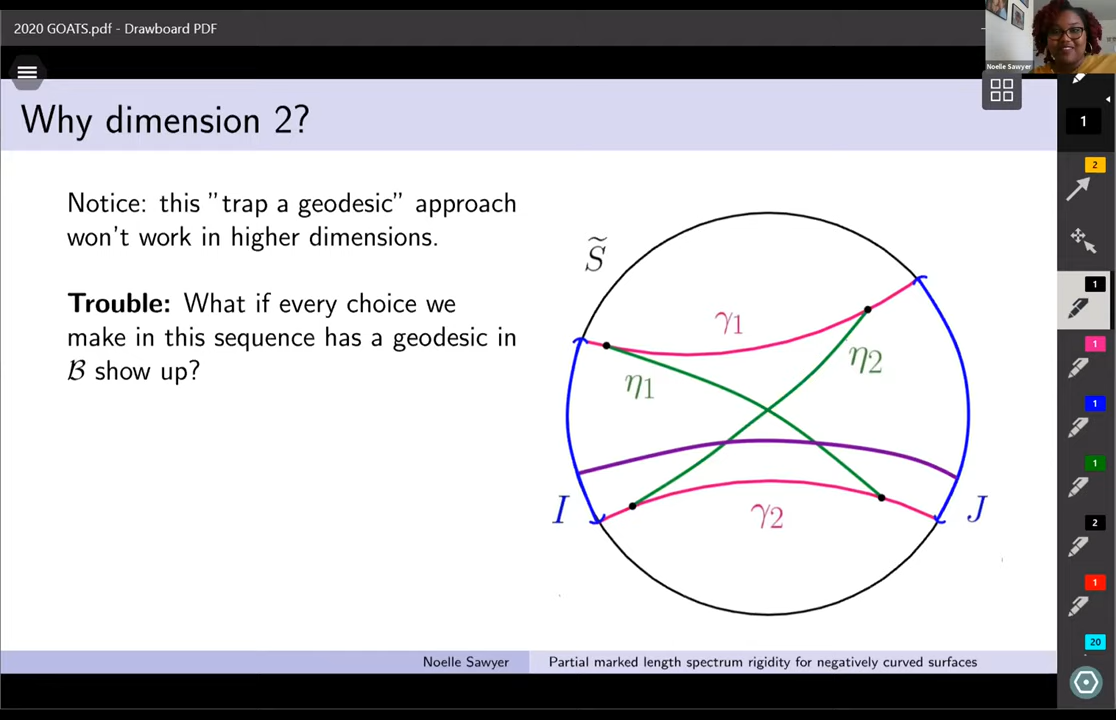 2020 GOATS.pdf - Drawboard PDF
Noelle Sawyer
Why dimension 2?
1
2
Notice: this "trap a geodesic" approach
won't work in higher dimensions.
Trouble: What if every choice we
make in this sequence has a geodesic in
ℬ show up?
S̃
γ1
η1
η2
γ2
I
J
1
1
1
1
2
1
20
Noelle Sawyer
Partial marked length spectrum rigidity for negatively curved surfaces